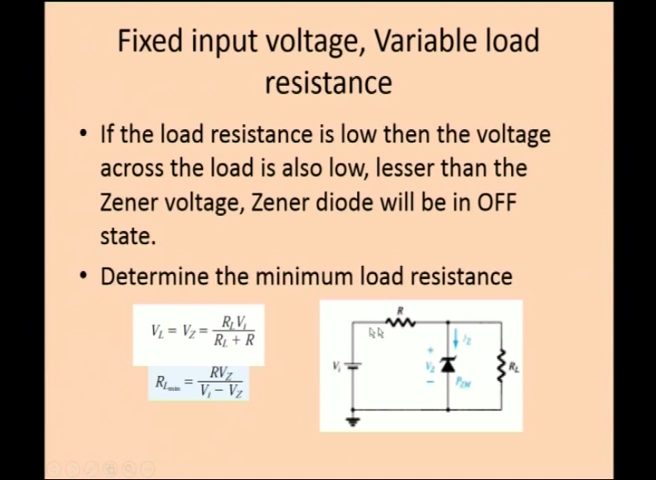 Fixed input voltage, Variable load
resistance
• If the load resistance is low then the voltage
across the load is also low, lesser than the
Zener voltage, Zener diode will be in OFF
state.
• Determine the minimum load resistance
V_L = V_Z = R_L V_i / (R_L + R)
R_Lmin = R V_Z / (V_i − V_Z)
R
I_Z
+
V_i
V_Z
−
P_ZM
R_L